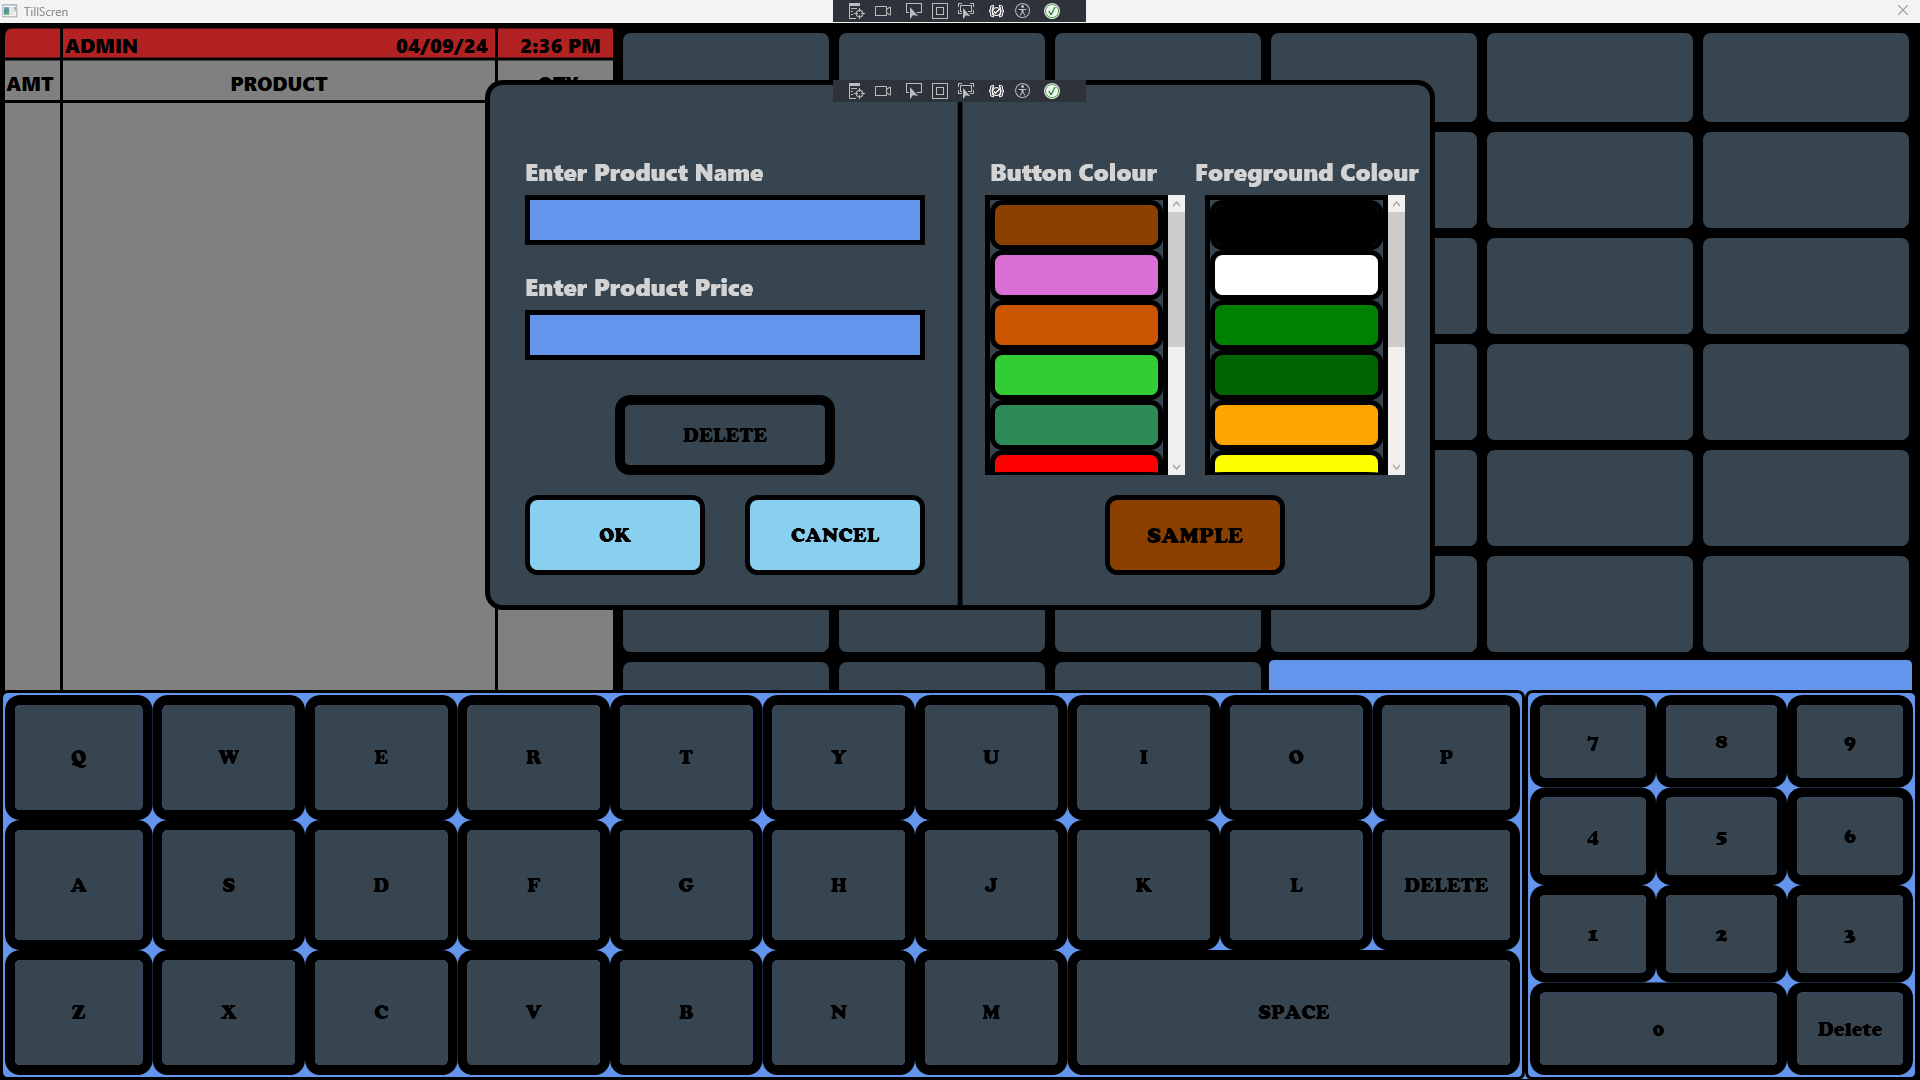 TillScren
ADMIN 04/09/24 2:36 PM
AMT PRODUCT
Enter Product Name
Button Colour Foreground Colour
Enter Product Price
DELETE
OK CANCEL SAMPLE
Q W E R T Y U I O P
A S D F G H J K L DELETE
Z X C V B N M SPACE
7 8 9
4 5 6
1 2 3
0 Delete